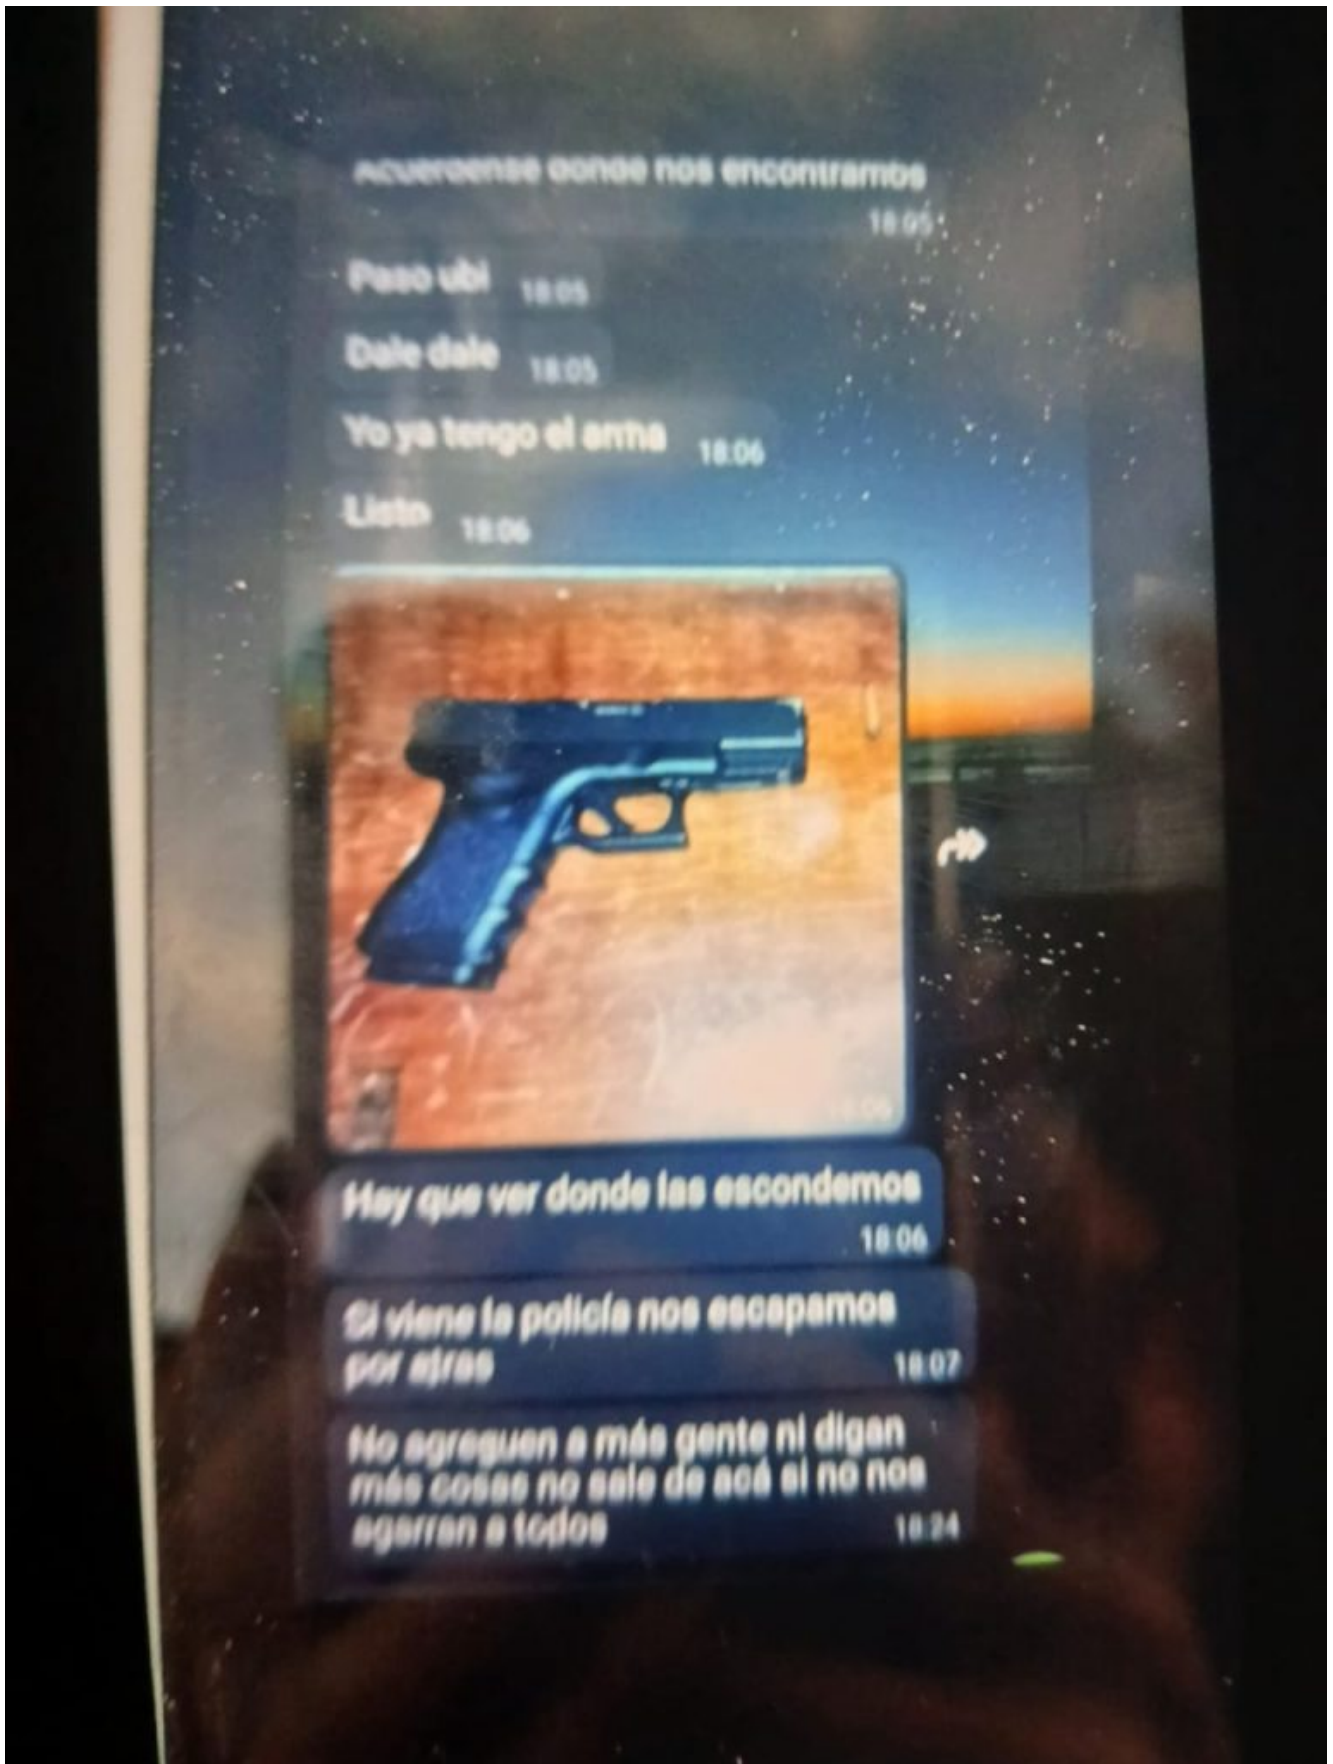 Acuerdense donde nos encontramos
18:05
Paso ubi 18:05
Dale dale 18:05
Yo ya tengo el arma 18:06
Listo 18:06
Hay que ver donde las escondemos
18:06
Si viene la policía nos escapamos
por atras 18:07
No agreguen a más gente ni digan
más cosas no sale de acá si no nos
agarran a todos 18:24